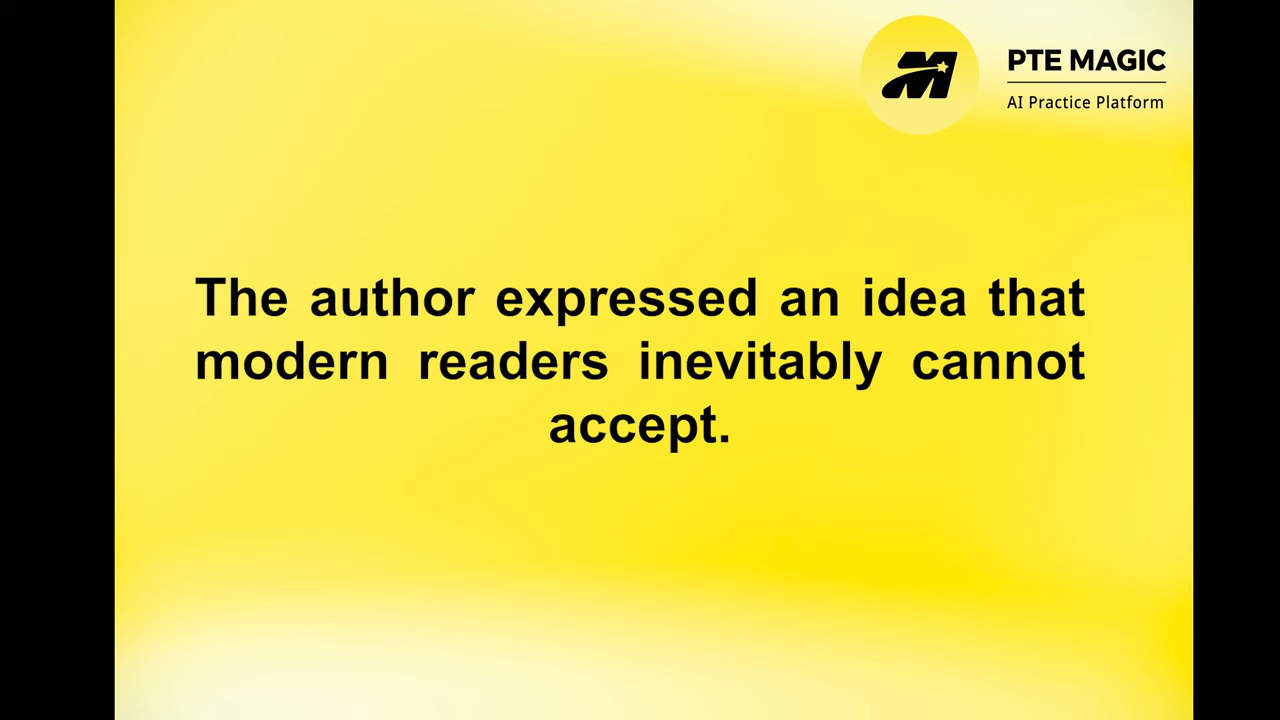 PTE MAGIC
AI Practice Platform
The author expressed an idea that
modern readers inevitably cannot
accept.